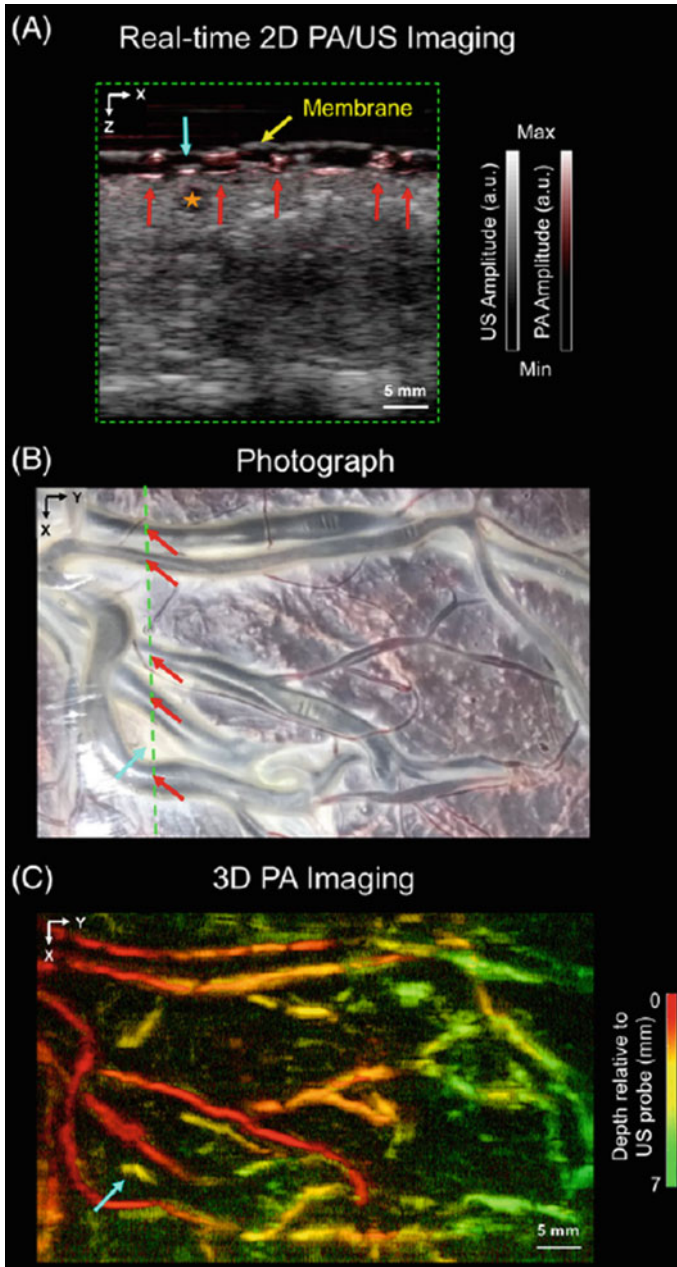 (A)
Real-time 2D PA/US Imaging
X
Z
Membrane
Max
US Amplitude (a.u.)
PA Amplitude (a.u.)
Min
5 mm
(B)
Photograph
Y
X
(C)
3D PA Imaging
Y
X
0
Depth relative to
US probe (mm)
7
5 mm